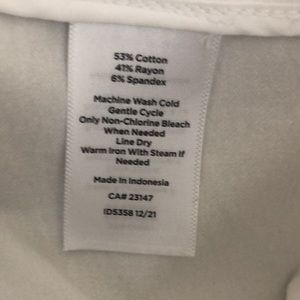 53% Cotton
41% Rayon
6% Spandex
Machine Wash Cold
Gentle Cycle
Only Non-Chlorine Bleach
When Needed
Line Dry
Warm Iron With Steam If
Needed
Made In Indonesia
CA# 23147
ID5358 12/21